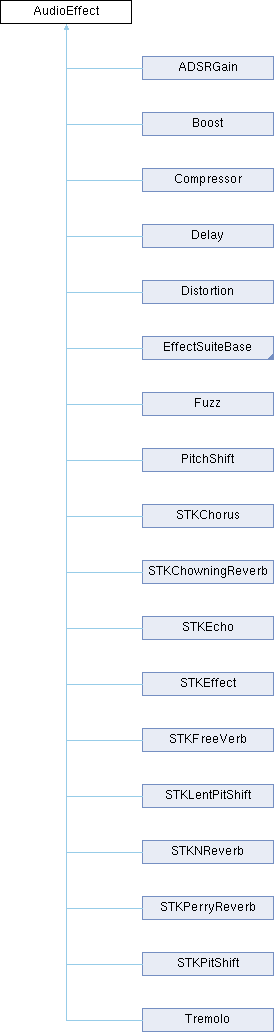 AudioEffect
ADSRGain
Boost
Compressor
Delay
Distortion
EffectSuiteBase
Fuzz
PitchShift
STKChorus
STKChowningReverb
STKEcho
STKEffect
STKFreeVerb
STKLentPitShift
STKNReverb
STKPerryReverb
STKPitShift
Tremolo